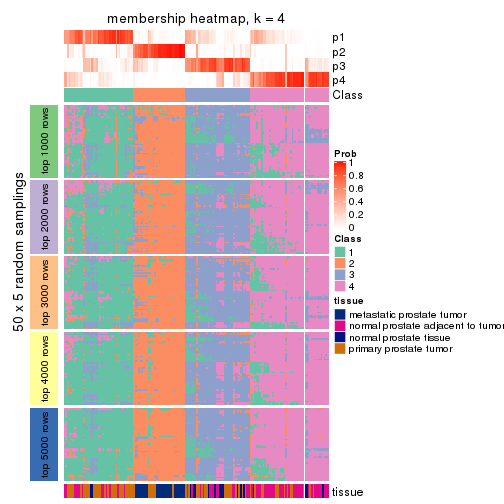 membership heatmap, k = 4
p1
p2
p3
p4
Class
50 x 5 random samplings
top 1000 rows
top 2000 rows
top 3000 rows
top 4000 rows
top 5000 rows
Prob
1
0.8
0.6
0.4
0.2
0
Class
1
2
3
4
tissue
metastatic prostate tumor
normal prostate adjacent to tumor
normal prostate tissue
primary prostate tumor
tissue